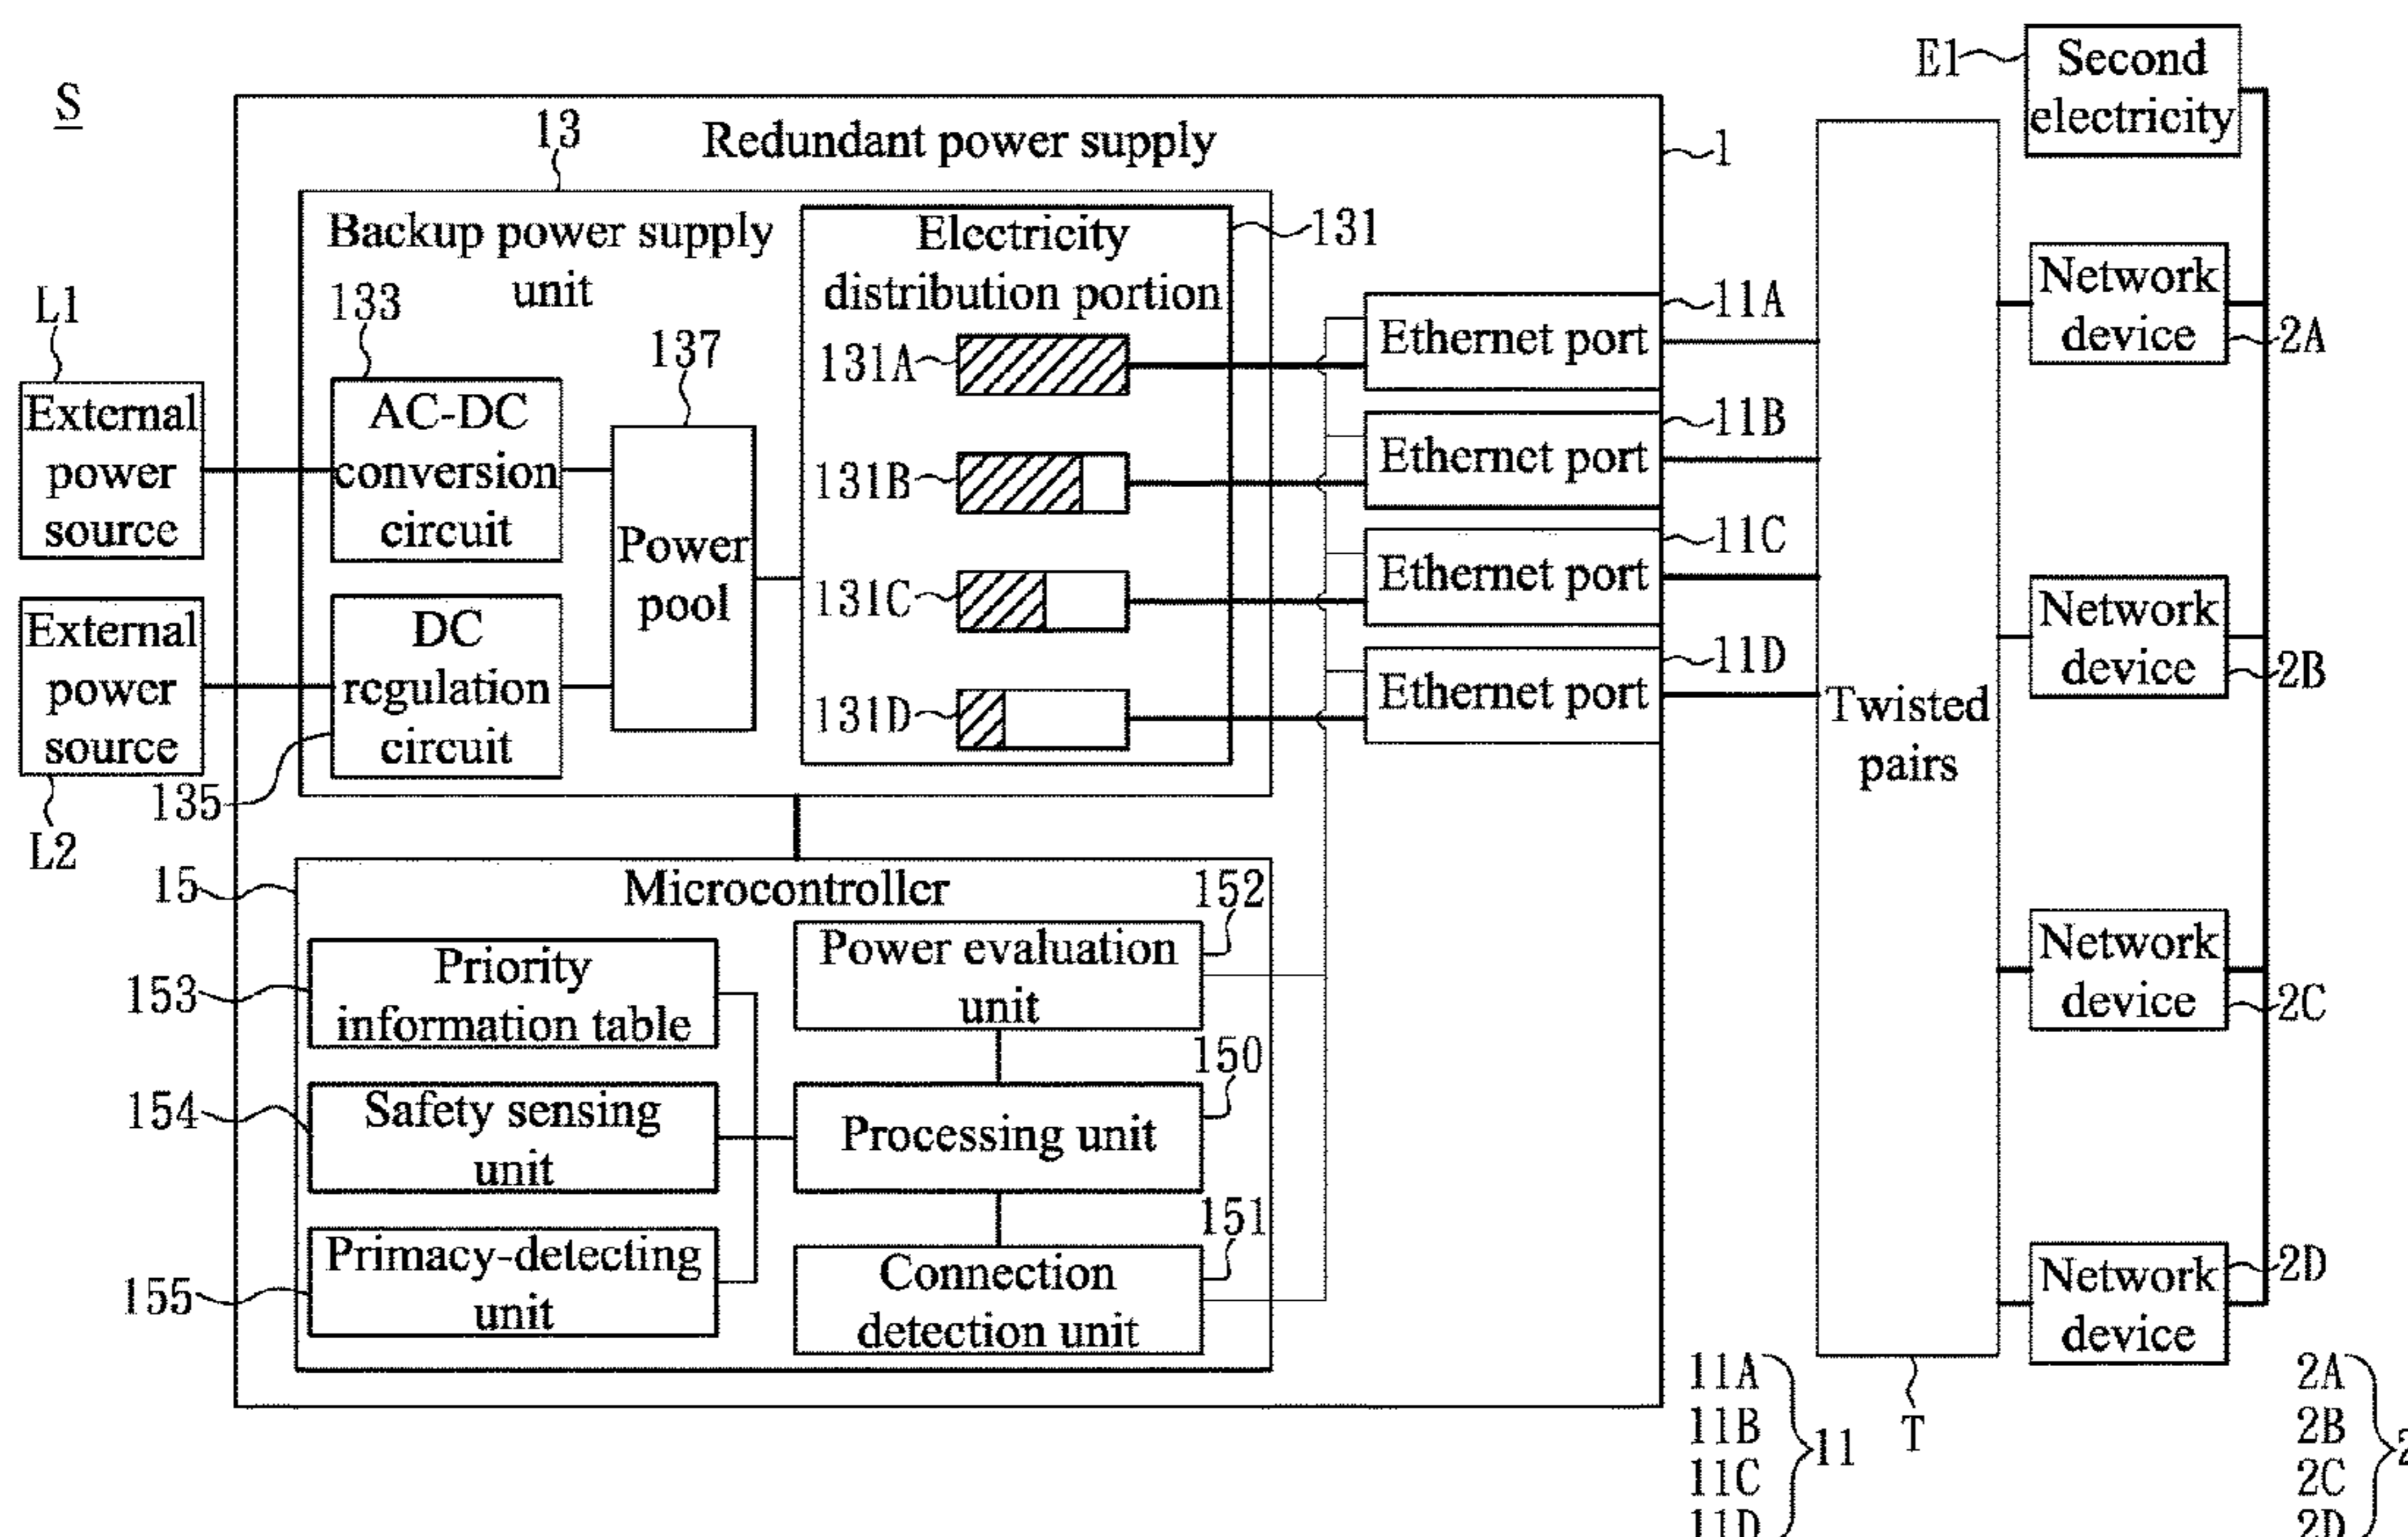 S
E1
Second
electricity
13
Redundant power supply
1
Backup power supply
unit
Electricity
distribution portion
131
L1
133
137
11A
Network
device
2A
External
power
source
AC-DC
conversion
circuit
131A
Ethernet port
11B
131B
Ethernet port
Power
pool
11C
131C
Ethernet port
Network
device
2B
External
power
source
DC
regulation
circuit
11D
131D
Ethernet port
Twisted
pairs
135
L2
15
Microcontroller
152
Power evaluation
unit
153
Priority
information table
Network
device
2C
150
154
Safety sensing
unit
Processing unit
151
155
Primacy-detecting
unit
Connection
detection unit
Network
device
2D
T
11A
11B
11C
11D
11
2A
2B
2C
2D
2